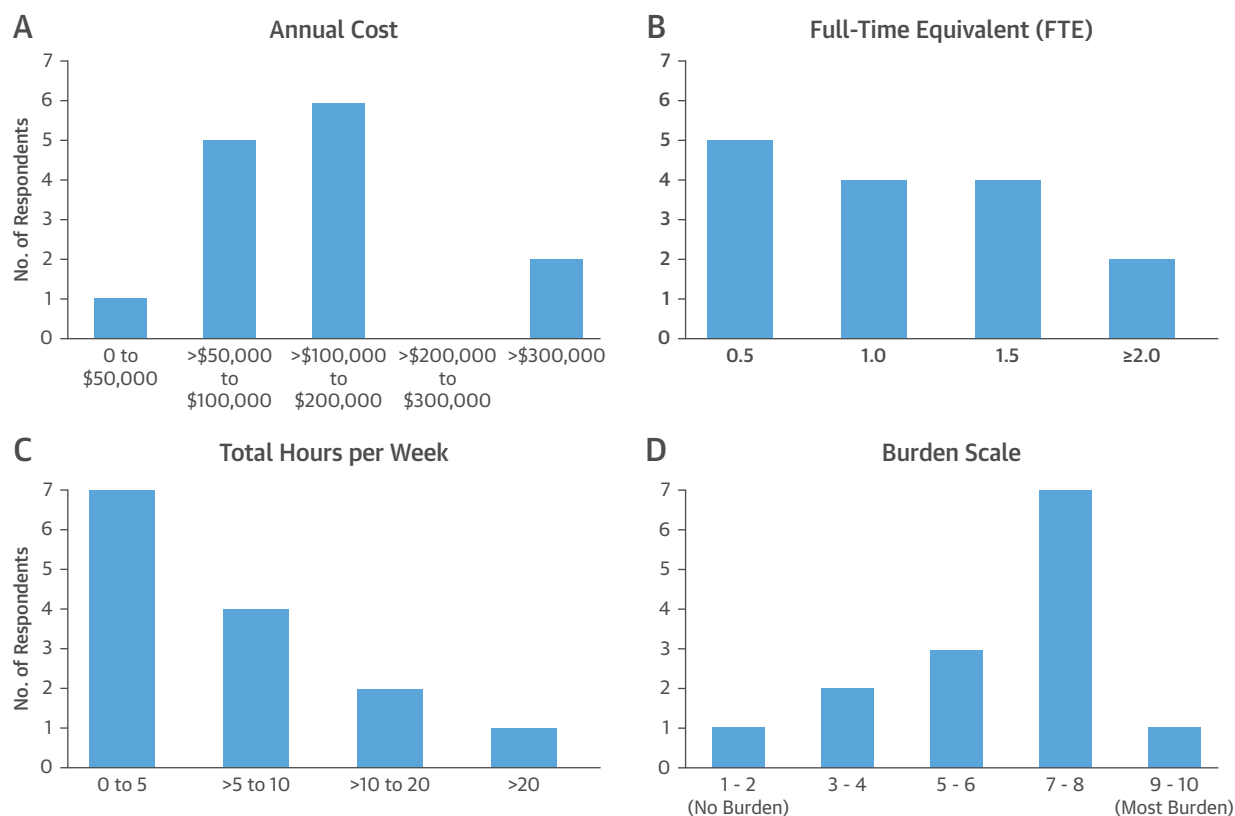 A
Annual Cost
No. of Respondents
7
6
5
4
3
2
1
0
0 to
$50,000
>$50,000
to
$100,000
>$100,000
to
$200,000
>$200,000
to
$300,000
>$300,000
B
Full-Time Equivalent (FTE)
7
6
5
4
3
2
1
0
0.5
1.0
1.5
≥2.0
C
Total Hours per Week
No. of Respondents
7
6
5
4
3
2
1
0
0 to 5
>5 to 10
>10 to 20
>20
D
Burden Scale
7
6
5
4
3
2
1
0
1 - 2
(No Burden)
3 - 4
5 - 6
7 - 8
9 - 10
(Most Burden)